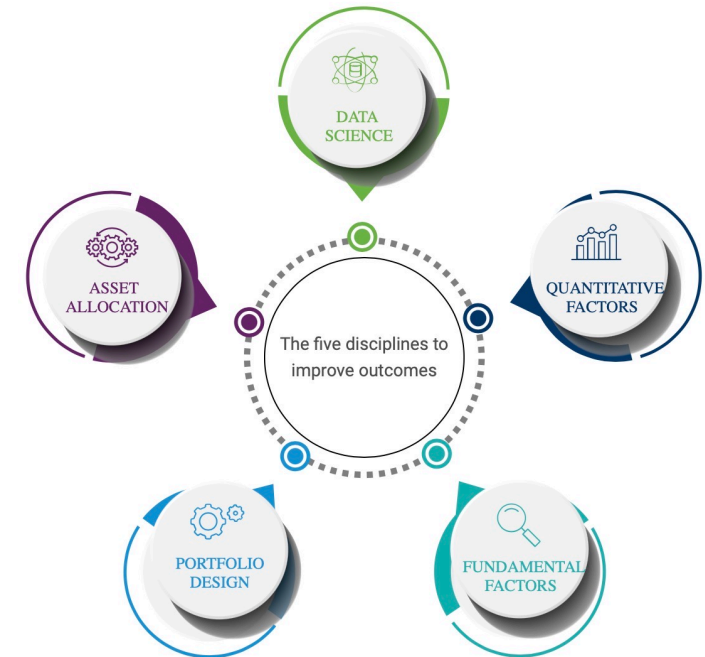 DATA
SCIENCE
ASSET
ALLOCATION
QUANTITATIVE
FACTORS
The five disciplines to
improve outcomes
PORTFOLIO
DESIGN
FUNDAMENTAL
FACTORS